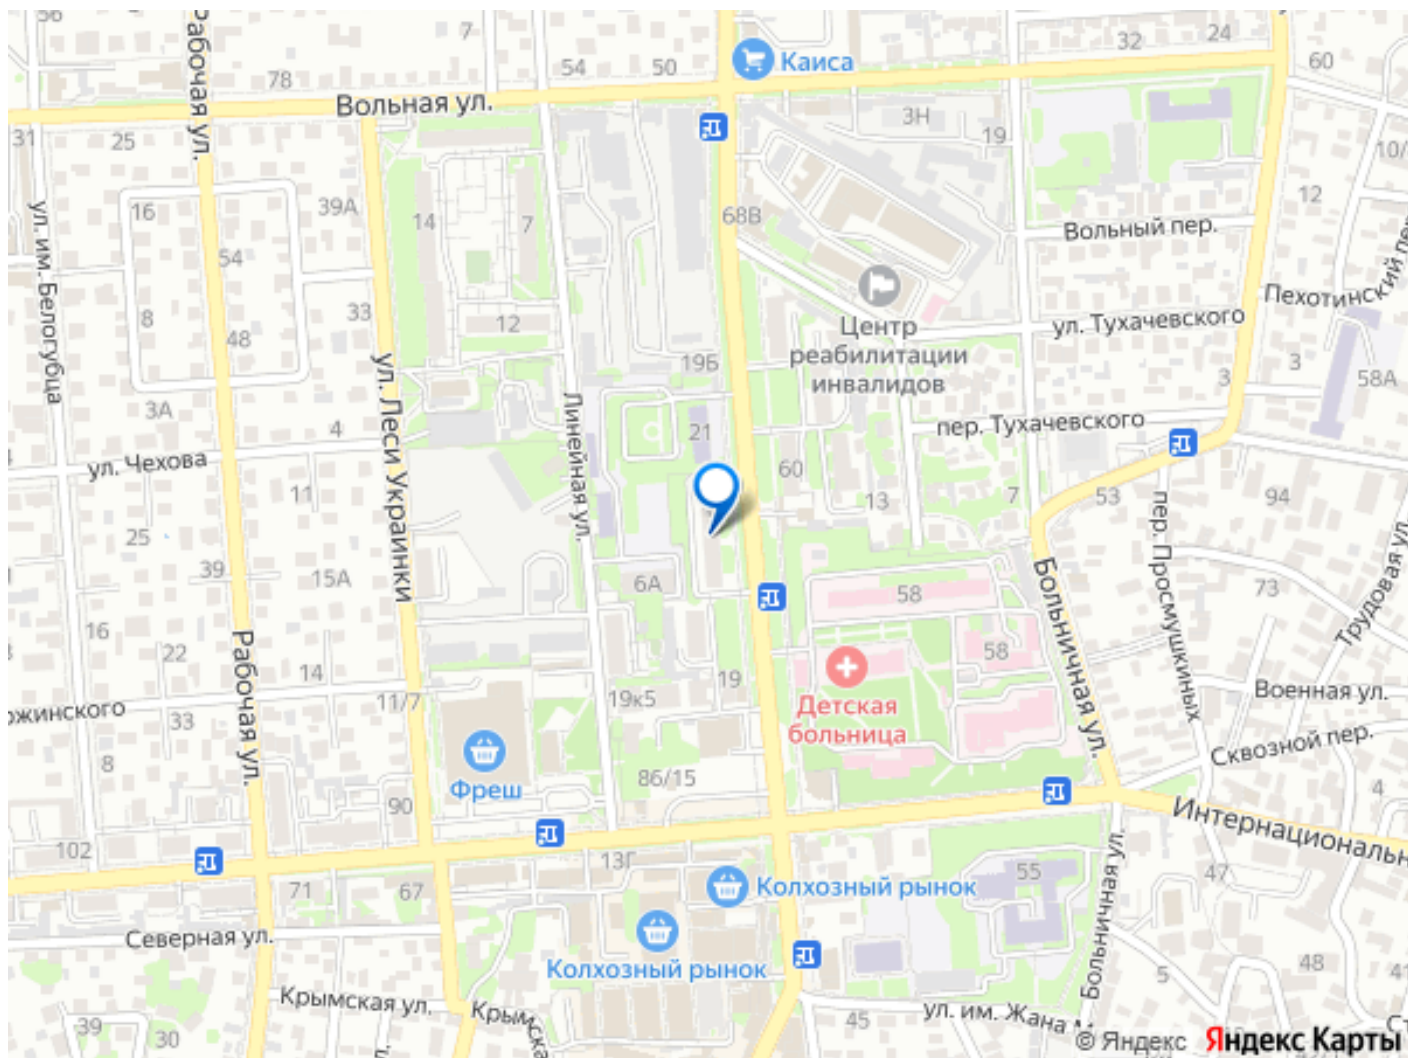 56
Рабочая ул.
7
54
50
Каиса
32
24
60
78
Вольная ул.
3Н
19
31
25
10/
ул. им. Белогубца
16
39А
14
7
68В
12
Вольный пер.
54
Пехотинский пер
8
33
12
Центр
реабилитации
инвалидов
ул. Тухачевского
48
19Б
3
3
58А
3А
4
ул. Леси Украинки
Линейная ул.
21
пер. Тухачевского
ул. Чехова
60
11
13
7
53
94
25
пер. Просмушкиных
39
15А
6А
58
Больничная ул.
73
Трудовая ул.
16
Рабочая ул.
22
14
58
Военная ул.
ожинского
33
11/7
19к5
19
Детская
больница
Сквозной пер.
8
86/15
Фреш
90
4
Интернациональн
102
13Г
71
67
Колхозный рынок
55
47
Больничная ул.
Северная ул.
Колхозный рынок
5
48
41
Крымская ул.
Крымска
39
30
45
ул. им. Жана
© Яндекс Яндекс Карты